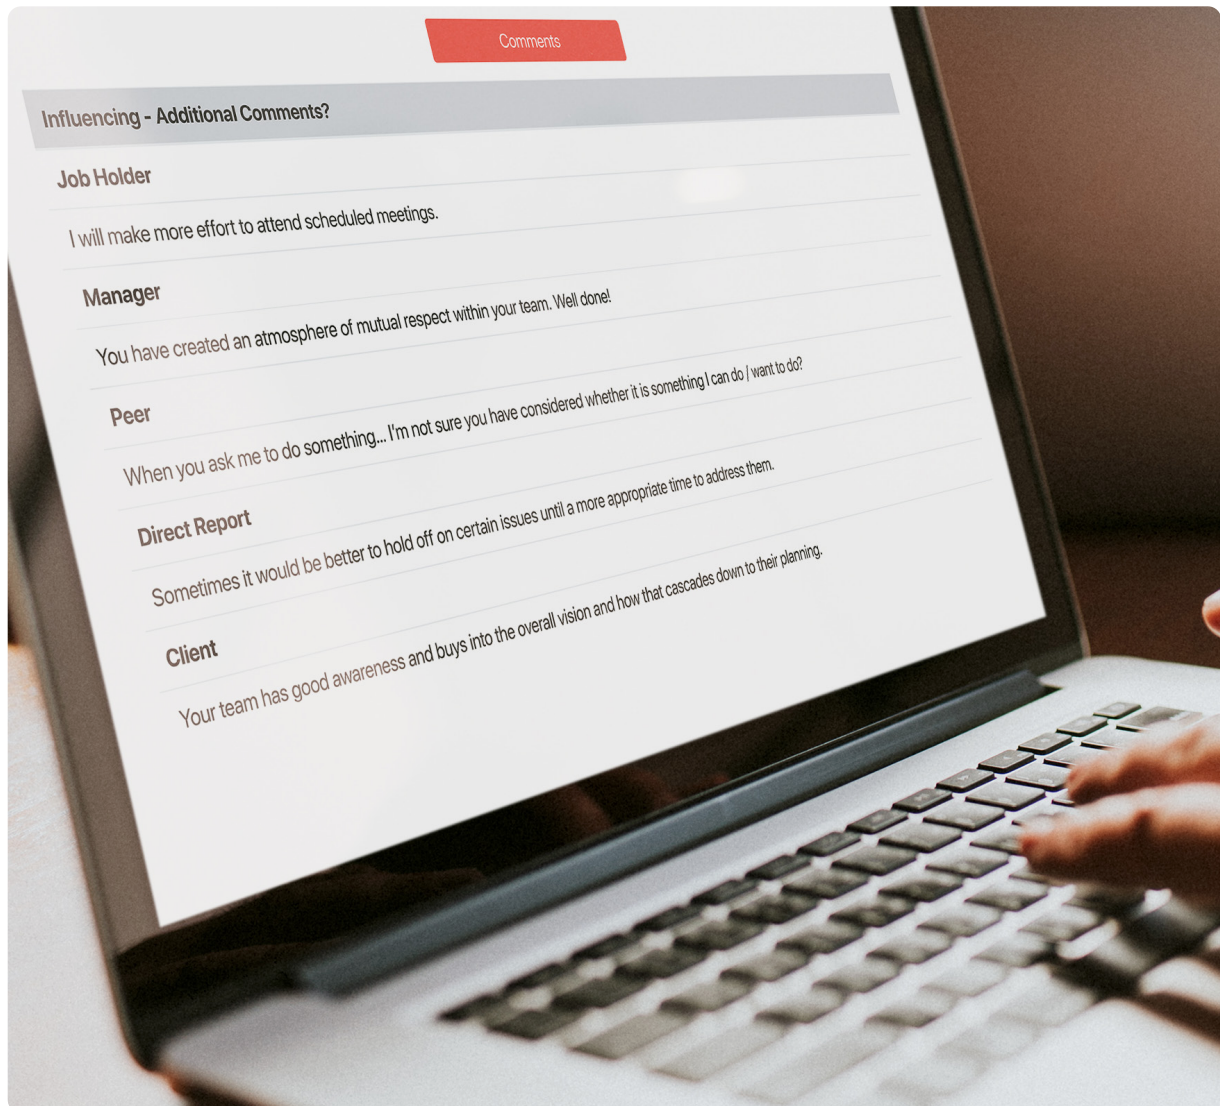 Comments
Influencing - Additional Comments?
Job Holder
I will make more effort to attend scheduled meetings.
Manager
You have created an atmosphere of mutual respect within your team. Well done!
Peer
When you ask me to do something... I'm not sure you have considered whether it is something I can do / want to do?
Direct Report
Sometimes it would be better to hold off on certain issues until a more appropriate time to address them.
Client
Your team has good awareness and buys into the overall vision and how that cascades down to their planning.